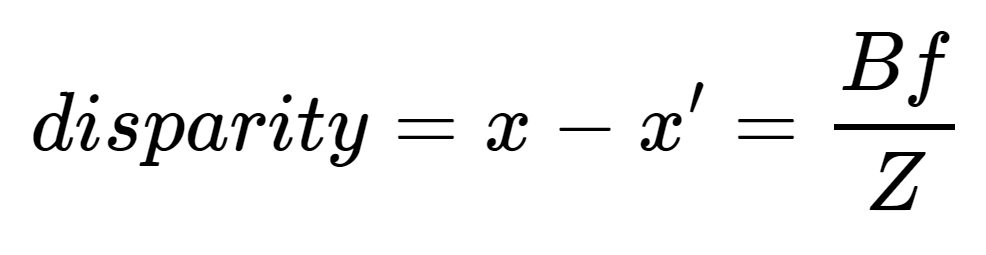 disparity = x − x′ = Bf/Z